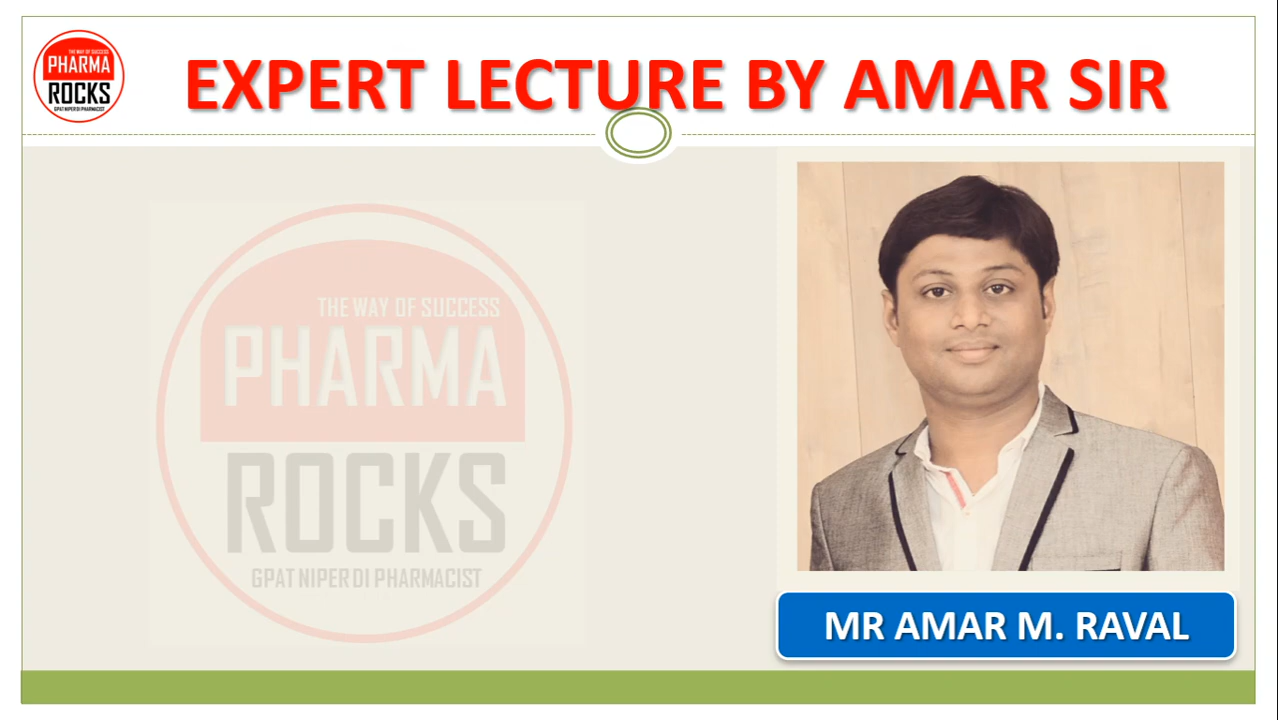 THE WAY OF SUCCESS
PHARMA
ROCKS
GPAT NIPER DI PHARMACIST
EXPERT LECTURE BY AMAR SIR
THE WAY OF SUCCESS
PHARMA
ROCKS
GPAT NIPER DI PHARMACIST
MR AMAR M. RAVAL